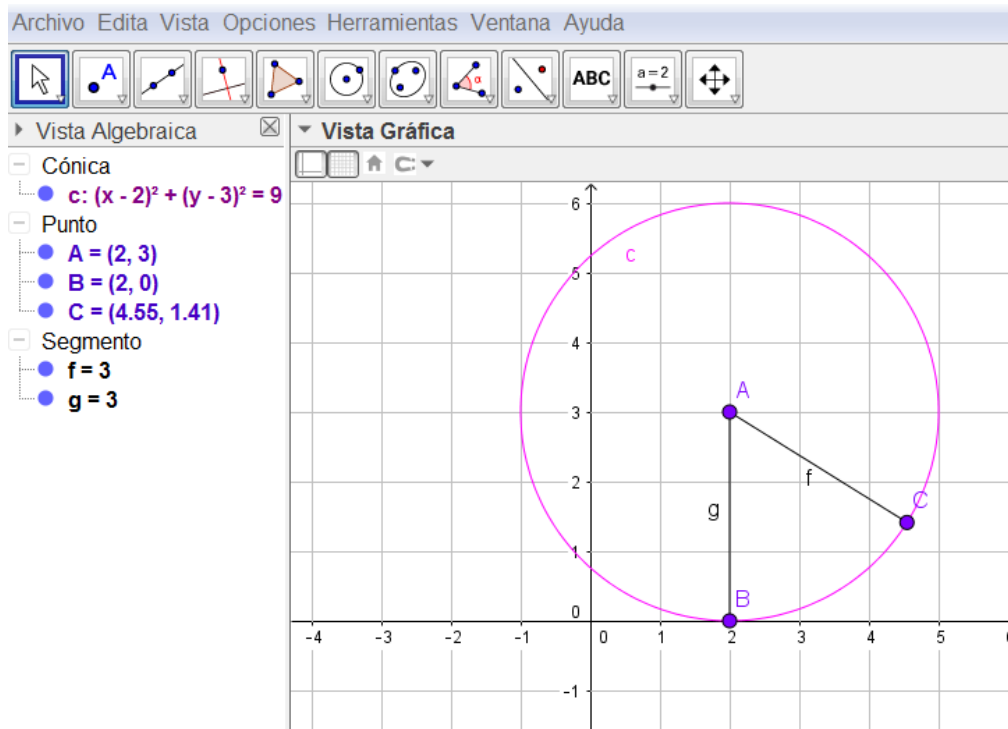 Archivo Edita Vista Opciones Herramientas Ventana Ayuda
A α ABC a=2
Vista Algebraica
Cónica
c: (x - 2)² + (y - 3)² = 9
Punto
A = (2, 3)
B = (2, 0)
C = (4.55, 1.41)
Segmento
f = 3
g = 3
Vista Gráfica
6
c
5
4
A
3
f
2
C
g
1
B
0
-4 -3 -2 -1 0 1 2 3 4 5
-1